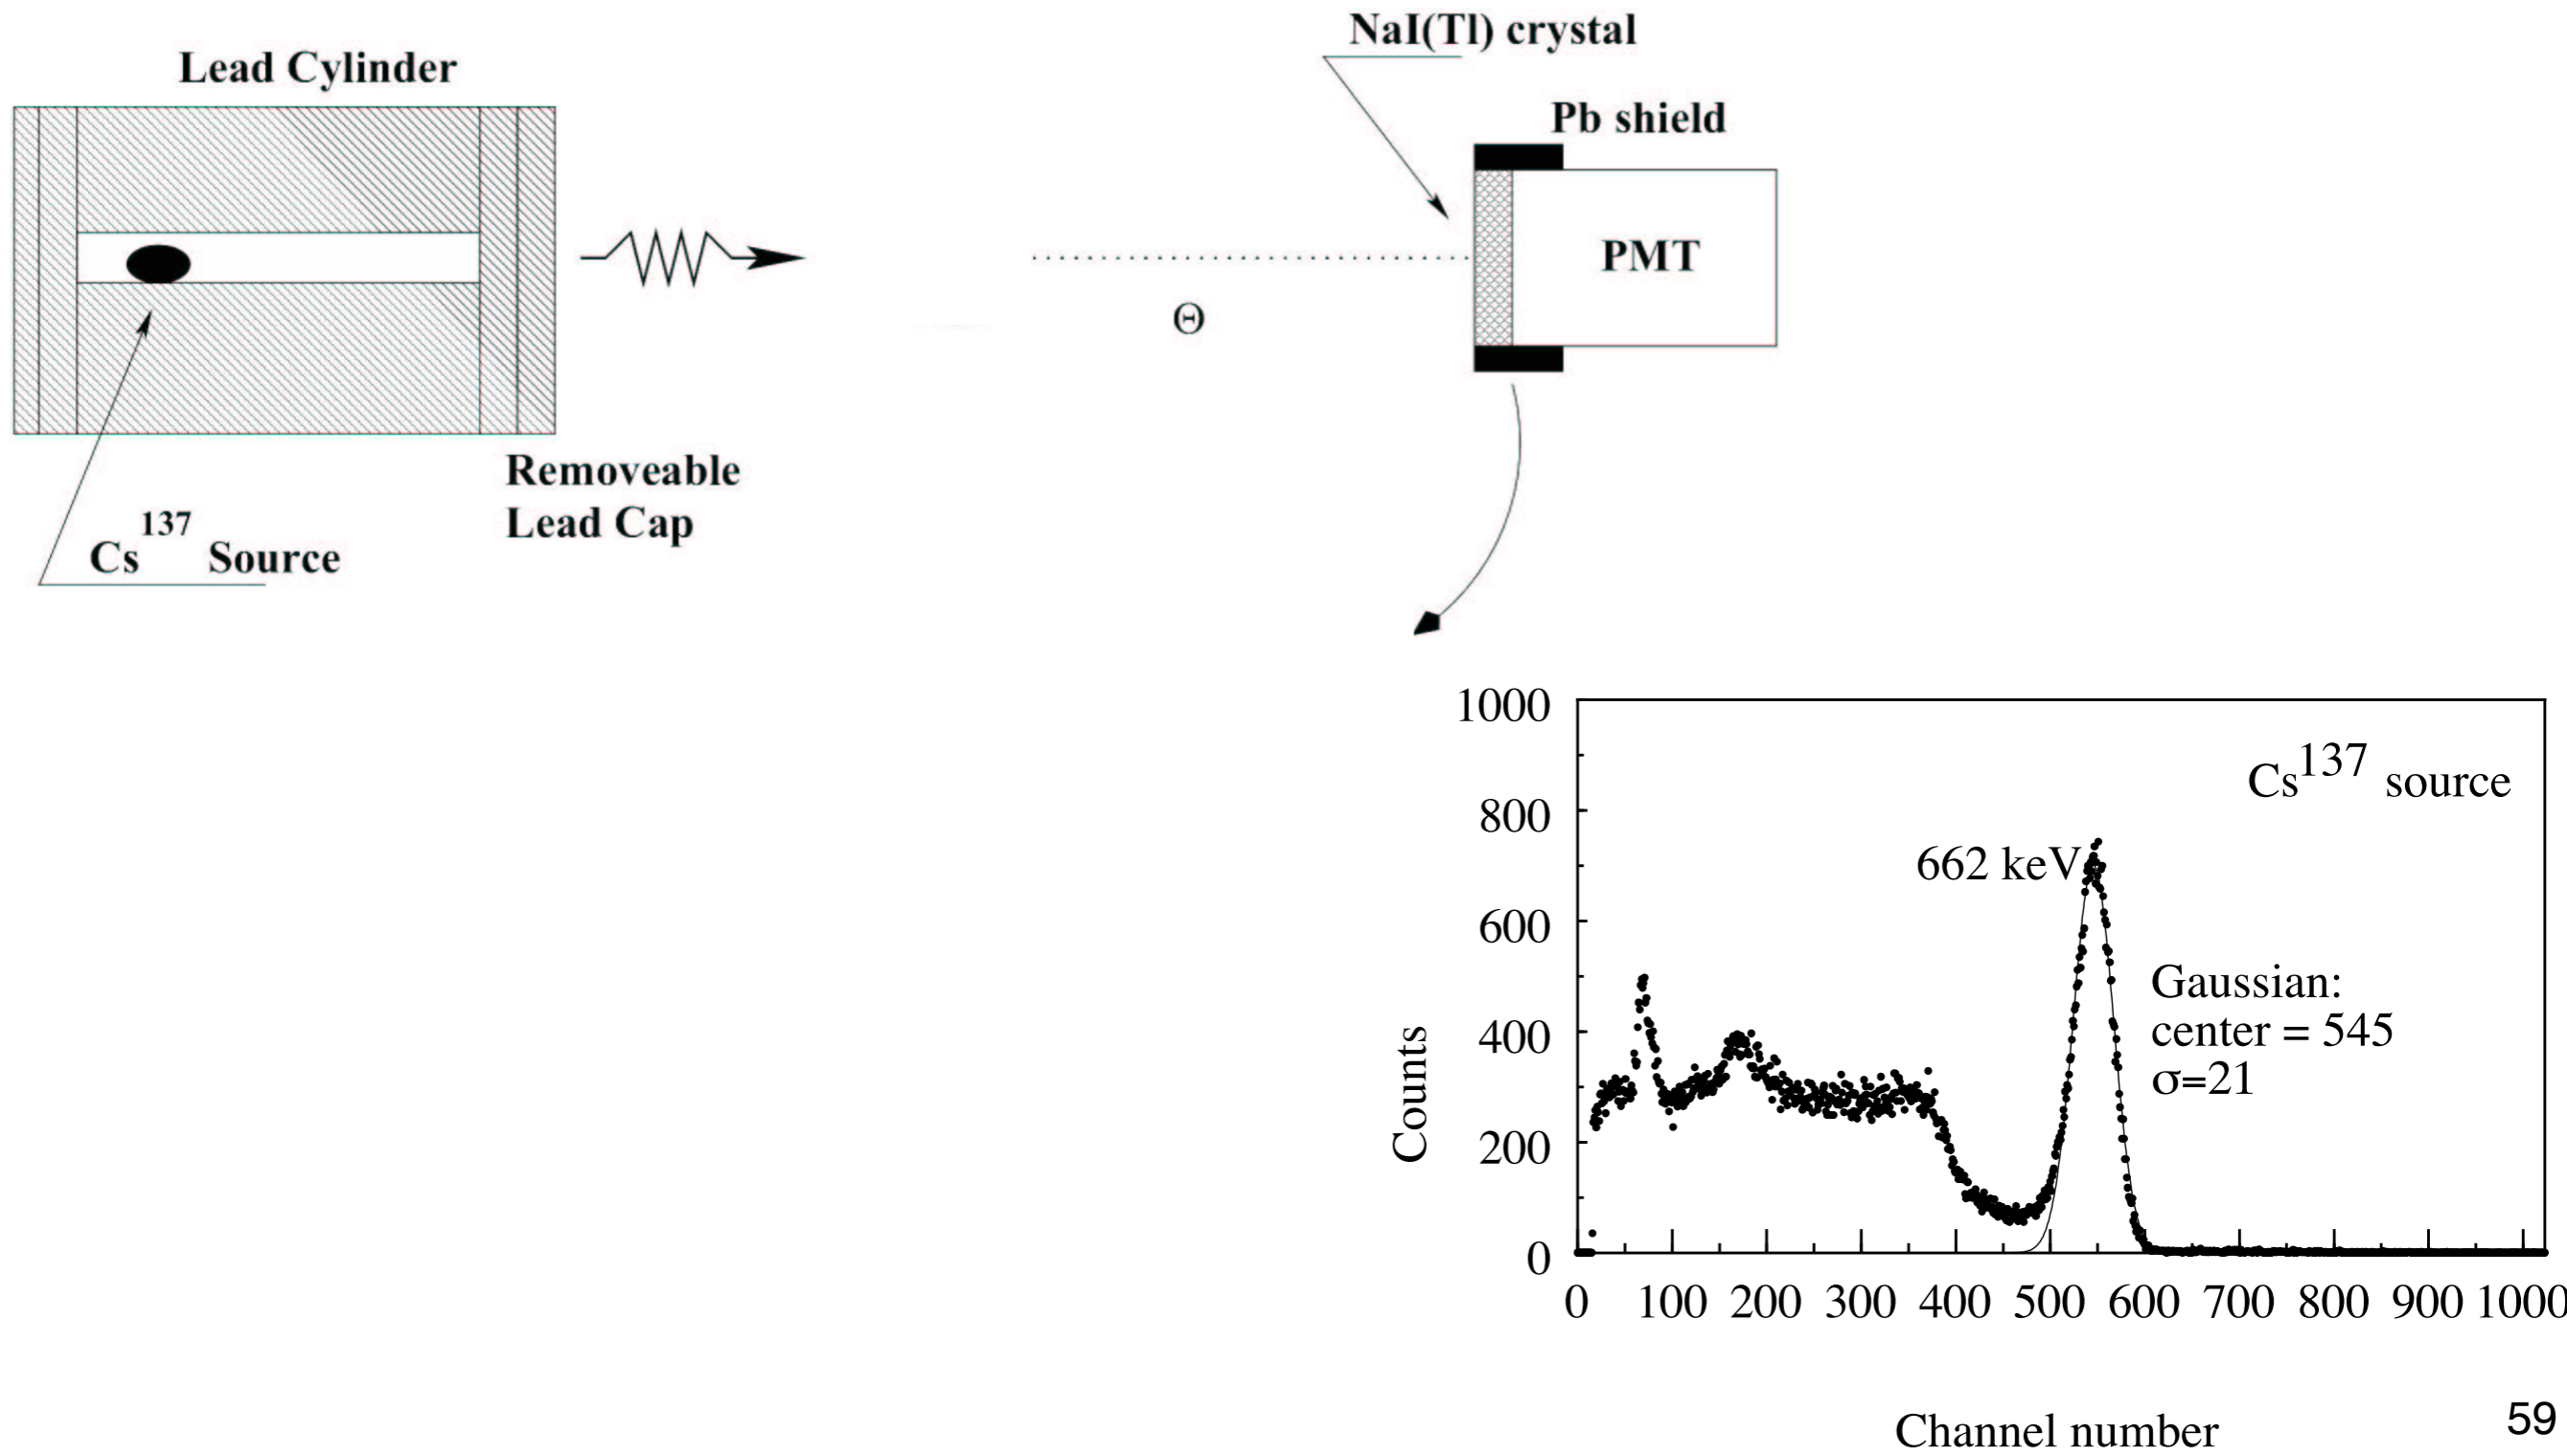 NaI(Tl) crystal
Lead Cylinder
Pb shield
PMT
Θ
Removeable
Lead Cap
Cs137 Source
1000
800
600
400
200
0
Counts
Cs137 source
662 keV
Gaussian:
center = 545
σ=21
0 100 200 300 400 500 600 700 800 900 1000
Channel number
59